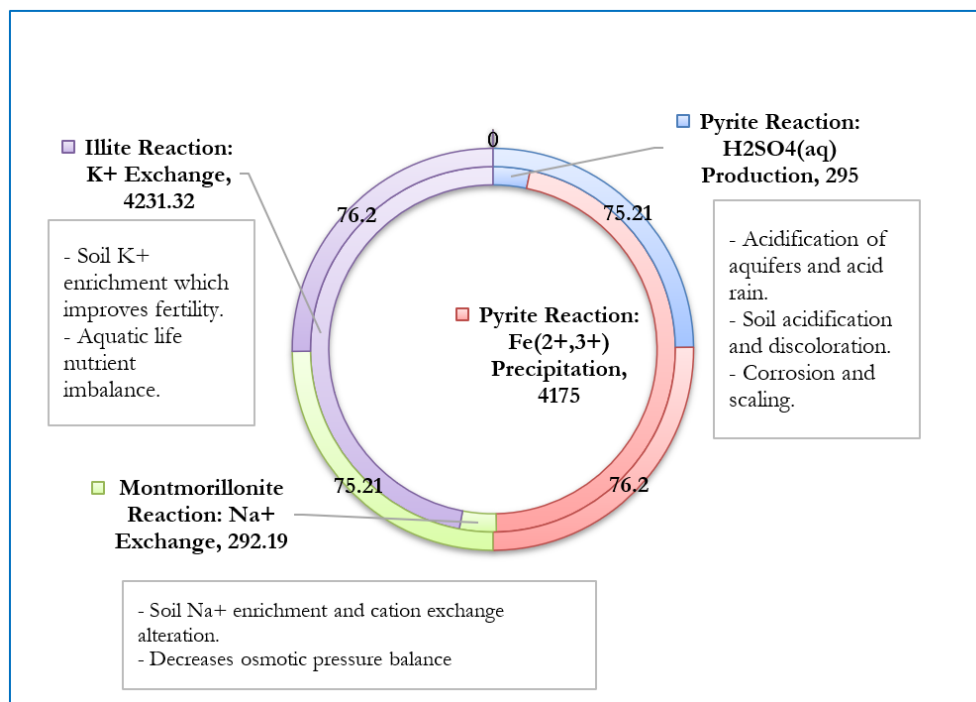 0
Illite Reaction:
K+ Exchange,
4231.32
Pyrite Reaction:
H2SO4(aq)
Production, 295
76.2
75.21
- Soil K+
enrichment which
improves fertility.
- Aquatic life
nutrient
imbalance.
- Acidification of
aquifers and acid
rain.
- Soil acidification
and discoloration.
- Corrosion and
scaling.
Pyrite Reaction:
Fe(2+,3+)
Precipitation,
4175
75.21
76.2
Montmorillonite
Reaction: Na+
Exchange, 292.19
- Soil Na+ enrichment and cation exchange
alteration.
- Decreases osmotic pressure balance